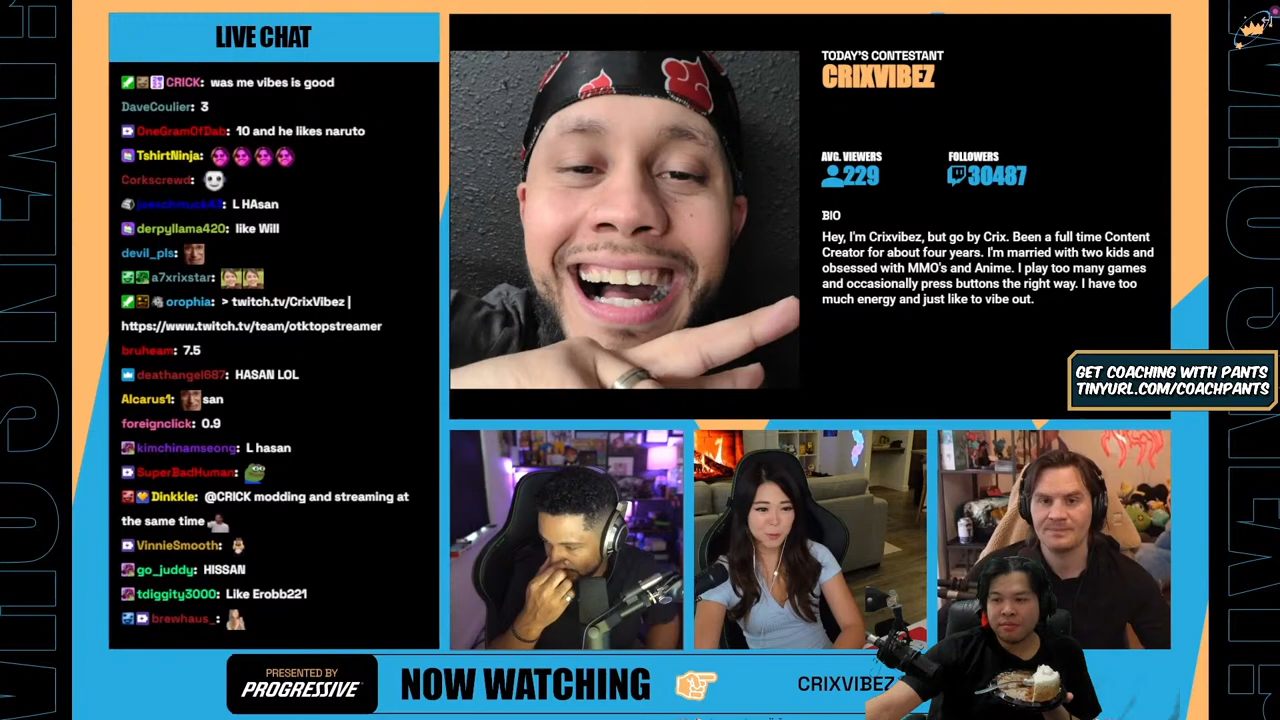 LIVE CHAT
CRICK: was me vibes is good
DaveCoulier: 3
OneGramOfDab: 10 and he likes naruto
TshirtNinja:
Corkscrewd:
L HAsan
derpyllama420: like Will
devil_pls:
a7xrixstar:
orophia: > twitch.tv/CrixVibez |
https://www.twitch.tv/team/otktopstreamer
bruheam: 7.5
deathangel687: HASAN LOL
Alcarus1: san
foreignclick: 0.9
kimchinamseong: L hasan
SuperBadHuman:
Dinkkle: @CRICK modding and streaming at
the same time
VinnieSmooth:
go_juddy: HISSAN
tdiggity3000: Like Erobb221
brewhaus_:
TODAY'S CONTESTANT
CRIXVIBEZ
AVG. VIEWERS
229
FOLLOWERS
30487
BIO
Hey, I'm Crixvibez, but go by Crix. Been a full time Content
Creator for about four years. I'm married with two kids and
obsessed with MMO's and Anime. I play too many games
and occasionally press buttons the right way. I have too
much energy and just like to vibe out.
GET COACHING WITH PANTS
TINYURL.COM/COACHPANTS
PRESENTED BY
PROGRESSIVE
NOW WATCHING
CRIXVIBEZ